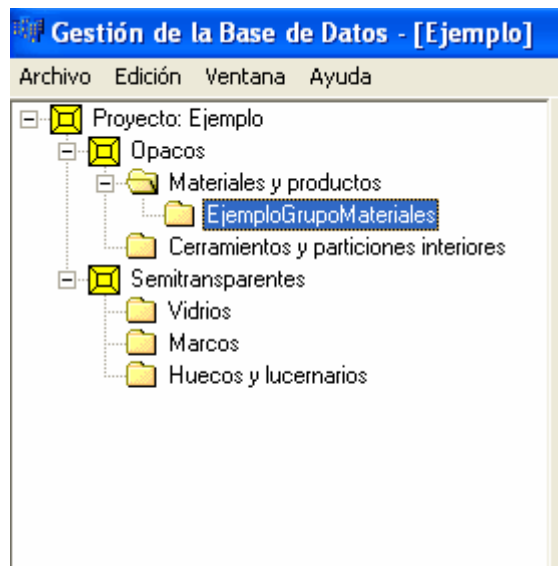 Gestión de la Base de Datos - [Ejemplo]
Archivo Edición Ventana Ayuda
Proyecto: Ejemplo
Opacos
Materiales y productos
EjemploGrupoMateriales
Cerramientos y particiones interiores
Semitransparentes
Vidrios
Marcos
Huecos y lucernarios